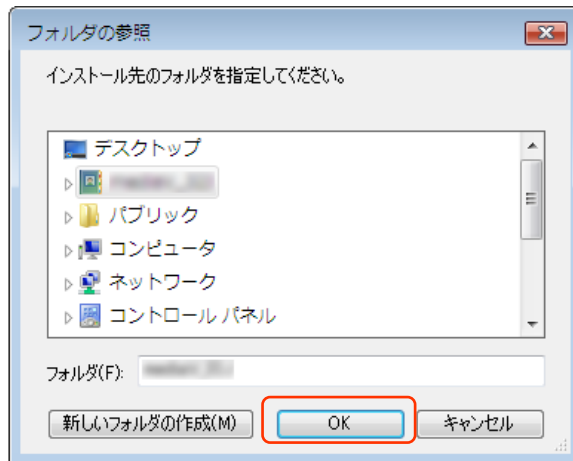 フォルダの参照
インストール先のフォルダを指定してください。
デスクトップ
パブリック
コンピュータ
ネットワーク
コントロール パネル
フォルダ(F):
新しいフォルダの作成(M) OK キャンセル